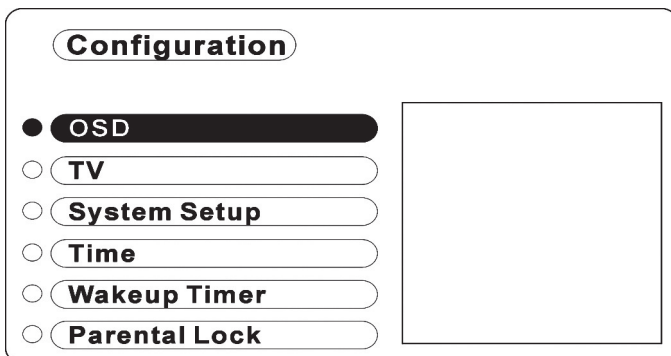 Configuration
OSD
TV
System Setup
Time
Wakeup Timer
Parental Lock